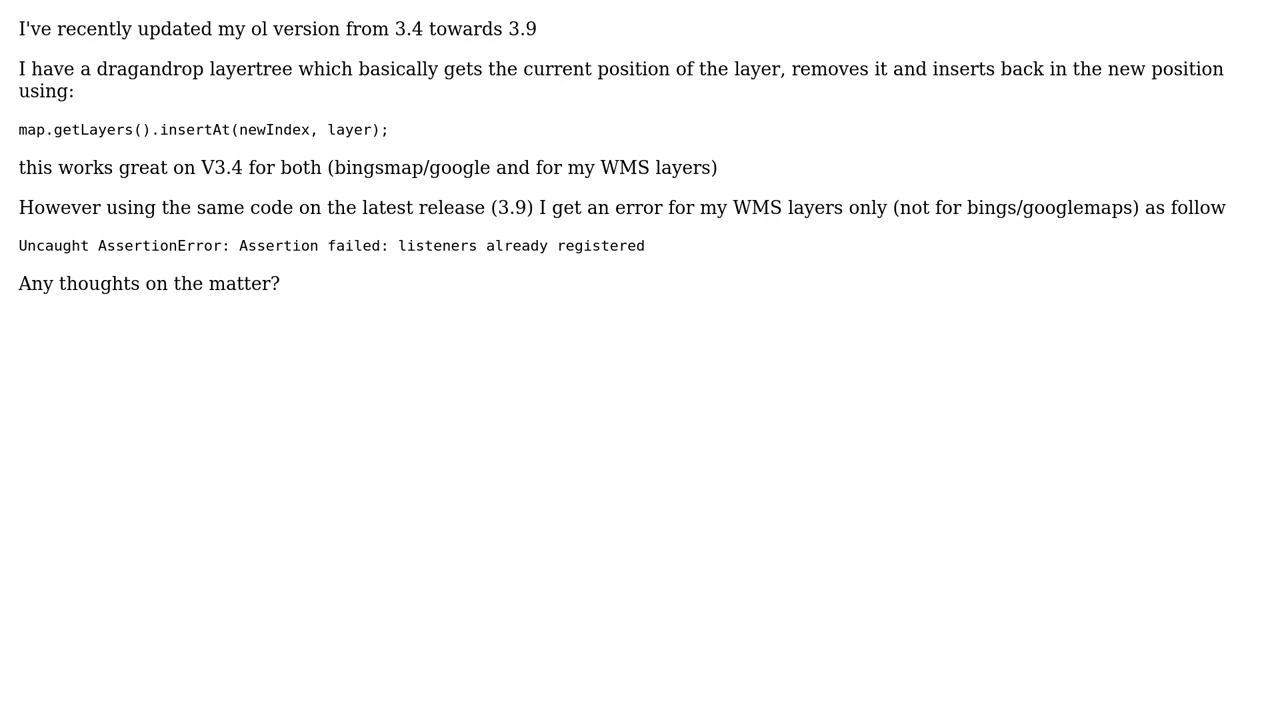 I've recently updated my ol version from 3.4 towards 3.9
I have a dragandrop layertree which basically gets the current position of the layer, removes it and inserts back in the new position
using:
map.getLayers().insertAt(newIndex, layer);
this works great on V3.4 for both (bingsmap/google and for my WMS layers)
However using the same code on the latest release (3.9) I get an error for my WMS layers only (not for bings/googlemaps) as follow
Uncaught AssertionError: Assertion failed: listeners already registered
Any thoughts on the matter?